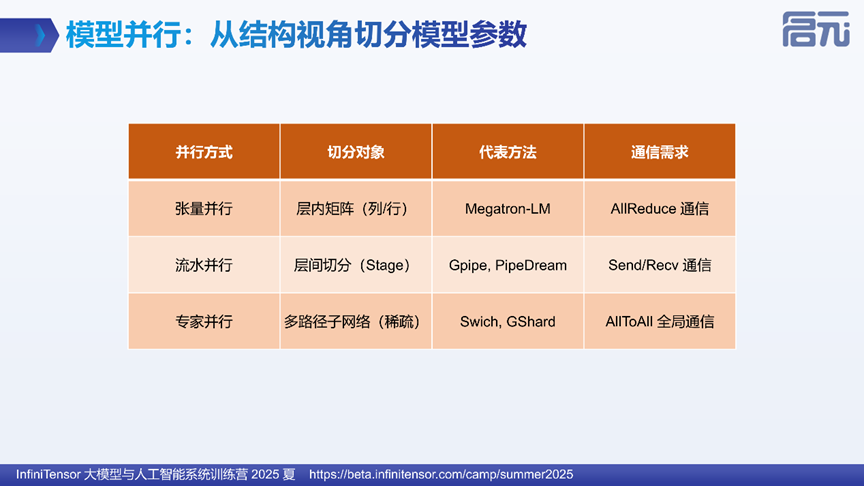 模型并行：从结构视角切分模型参数
启元
并行方式 切分对象 代表方法 通信需求
张量并行 层内矩阵（列/行） Megatron-LM AllReduce 通信
流水并行 层间切分（Stage） Gpipe, PipeDream Send/Recv 通信
专家并行 多路径子网络（稀疏） Swich, GShard AllToAll 全局通信
InfiniTensor 大模型与人工智能系统训练营 2025 夏 https://beta.infinitensor.com/camp/summer2025